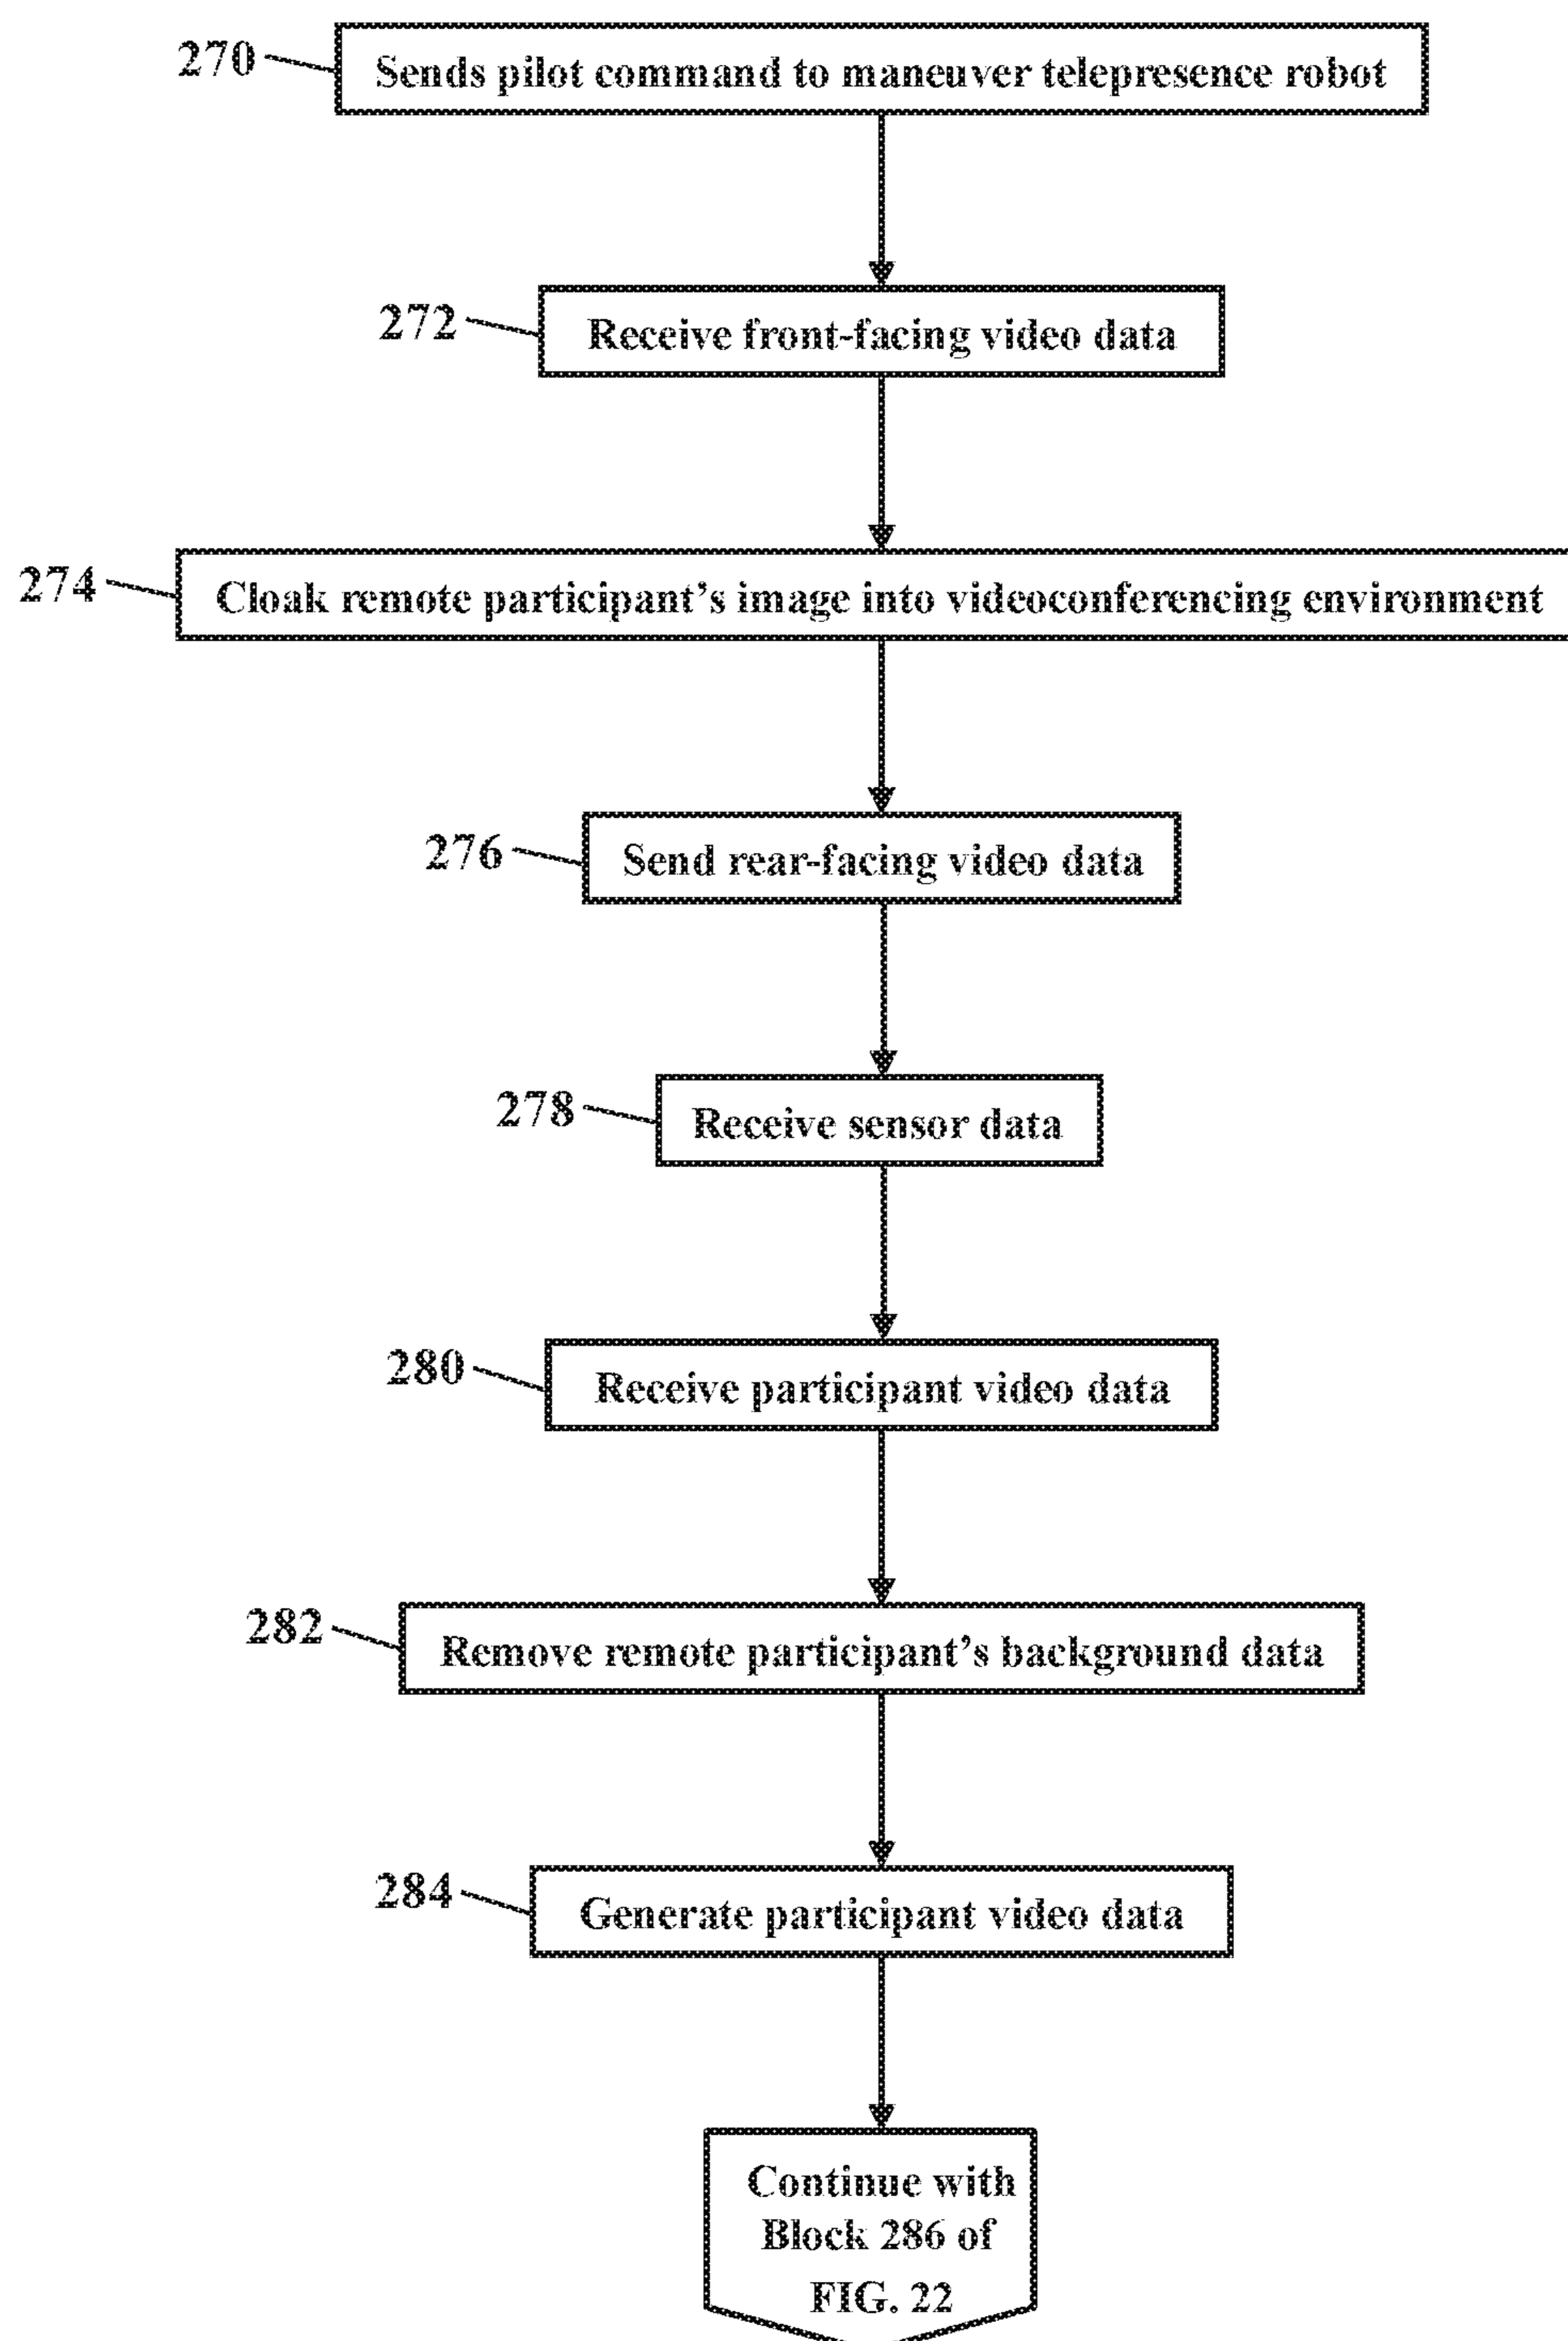 270 Sends pilot command to maneuver telepresence robot
272 Receive front-facing video data
274 Cloak remote participant’s image into videoconferencing environment
276 Send rear-facing video data
278 Receive sensor data
280 Receive participant video data
282 Remove remote participant’s background data
284 Generate participant video data
Continue with
Block 286 of
FIG. 22